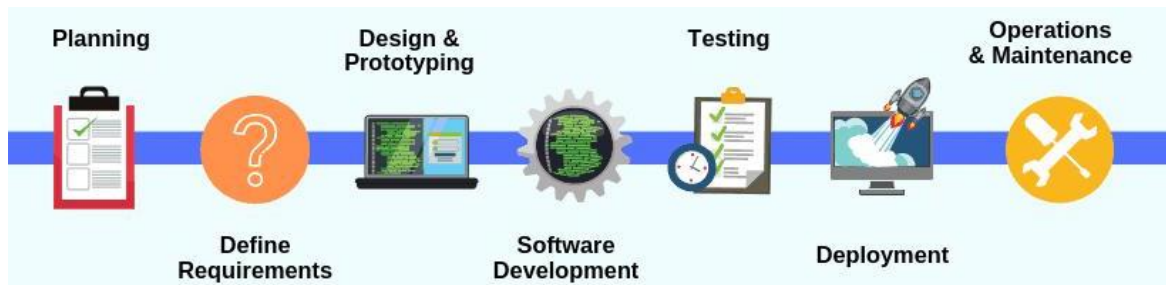 Planning
Define
Requirements
Design &
Prototyping
Software
Development
Testing
Deployment
Operations
& Maintenance